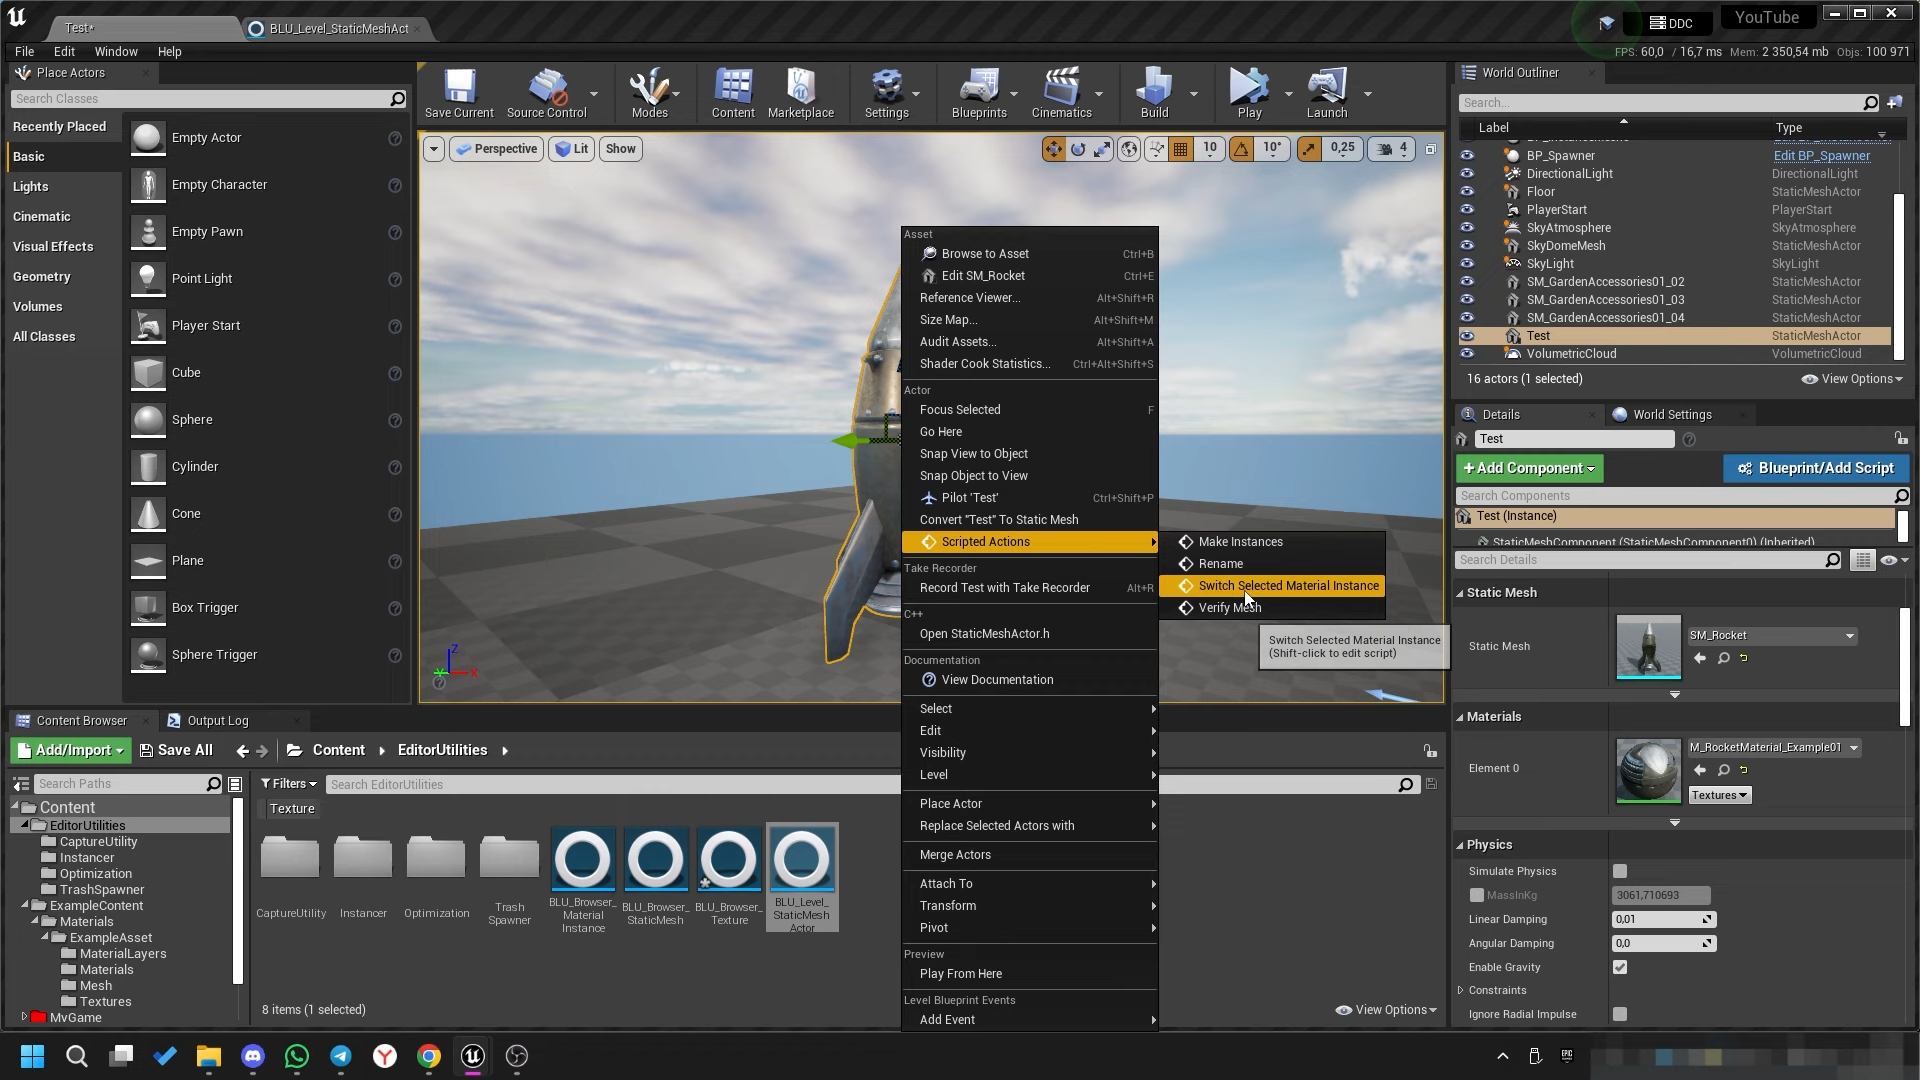 Test*
BLU_Level_StaticMeshAct
DDC
YouTube
File Edit Window Help
FPS: 60,0 / 16,7 ms Mem: 2 350,54 mb Objs: 100 971
Place Actors
Search Classes
Recently Placed
Basic
Lights
Cinematic
Visual Effects
Geometry
Volumes
All Classes
Empty Actor
Empty Character
Empty Pawn
Point Light
Player Start
Cube
Sphere
Cylinder
Cone
Plane
Box Trigger
Sphere Trigger
Save Current
Source Control
Modes
Content
Marketplace
Settings
Blueprints
Cinematics
Build
Play
Launch
Perspective
Lit
Show
10
10°
0,25
4
Z
X
Asset
Browse to Asset Ctrl+B
Edit SM_Rocket Ctrl+E
Reference Viewer... Alt+Shift+R
Size Map... Alt+Shift+M
Audit Assets... Alt+Shift+A
Shader Cook Statistics... Ctrl+Alt+Shift+S
Actor
Focus Selected F
Go Here
Snap View to Object
Snap Object to View
Pilot 'Test' Ctrl+Shift+P
Convert "Test" To Static Mesh
Scripted Actions
Take Recorder
Record Test with Take Recorder Alt+R
C++
Open StaticMeshActor.h
Documentation
View Documentation
Select
Edit
Visibility
Level
Place Actor
Replace Selected Actors with
Merge Actors
Attach To
Transform
Pivot
Preview
Play From Here
Level Blueprint Events
Add Event
Make Instances
Rename
Switch Selected Material Instance
Verify Mesh
Switch Selected Material Instance
(Shift-click to edit script)
World Outliner
Search...
Label Type
BP_Spawner Edit BP_Spawner
DirectionalLight DirectionalLight
Floor StaticMeshActor
PlayerStart PlayerStart
SkyAtmosphere SkyAtmosphere
SkyDomeMesh StaticMeshActor
SkyLight SkyLight
SM_GardenAccessories01_02 StaticMeshActor
SM_GardenAccessories01_03 StaticMeshActor
SM_GardenAccessories01_04 StaticMeshActor
Test StaticMeshActor
VolumetricCloud VolumetricCloud
16 actors (1 selected)
View Options
Details
World Settings
Test
+Add Component
Blueprint/Add Script
Search Components
Test (Instance)
StaticMeshComponent (StaticMeshComponent0) (Inherited)
Search Details
Static Mesh
Static Mesh
SM_Rocket
Materials
Element 0
M_RocketMaterial_Example01
Textures
Physics
Simulate Physics
MassInKg 3061,710693
Linear Damping 0,01
Angular Damping 0,0
Enable Gravity
Constraints
Ignore Radial Impulse
Content Browser
Output Log
Add/Import
Save All
Content
EditorUtilities
Search Paths
Filters
Search EditorUtilities
Texture
Content
EditorUtilities
CaptureUtility
Instancer
Optimization
TrashSpawner
ExampleContent
Materials
ExampleAsset
MaterialLayers
Materials
Mesh
Textures
MvGame
CaptureUtility
Instancer
Optimization
Trash
Spawner
BLU_Browser_
Material
Instance
BLU_Browser_
StaticMesh
BLU_Browser_
Texture
BLU_Level_
StaticMesh
Actor
8 items (1 selected)
View Options
EPIC